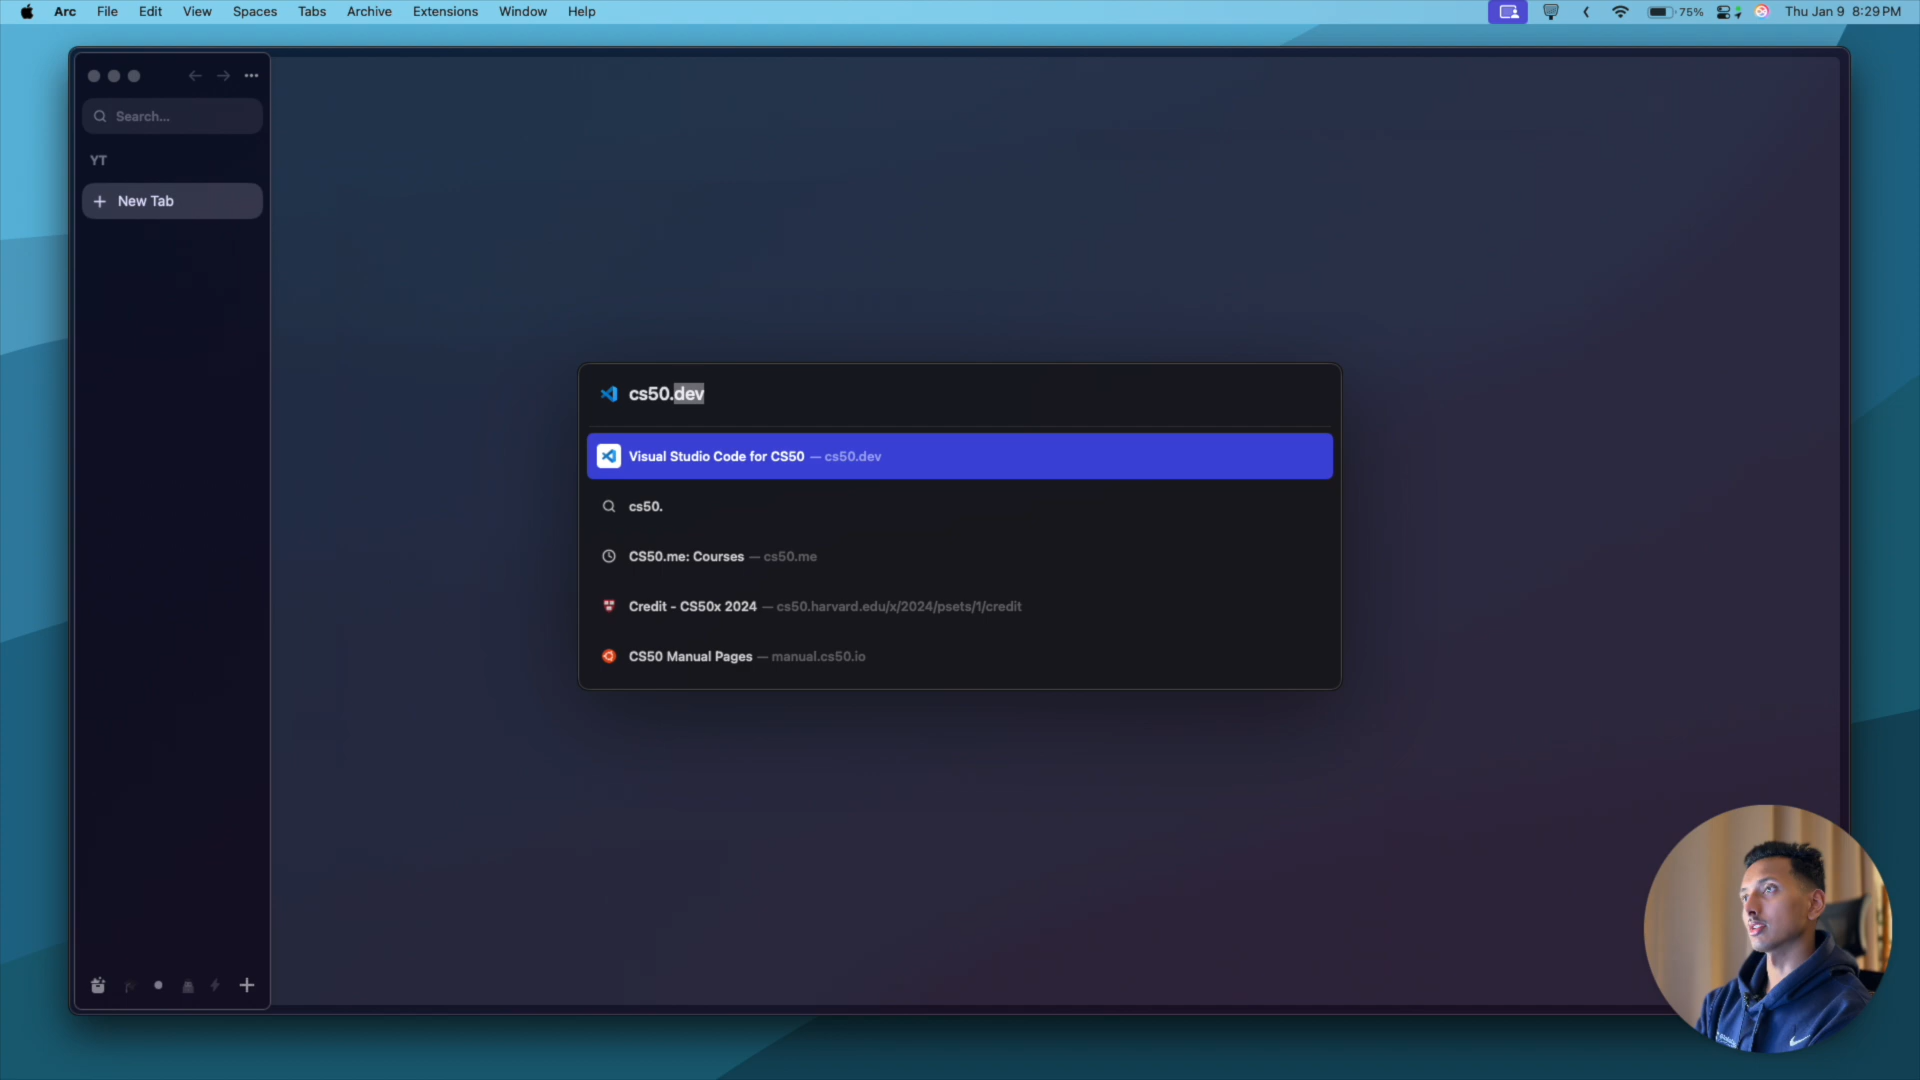 Arc File Edit View Spaces Tabs Archive Extensions Window Help 75% Thu Jan 9 8:29 PM
Search...
YT
New Tab
cs50.dev
Visual Studio Code for CS50 — cs50.dev
cs50.
CS50.me: Courses — cs50.me
Credit - CS50x 2024 — cs50.harvard.edu/x/2024/psets/1/credit
CS50 Manual Pages — manual.cs50.io